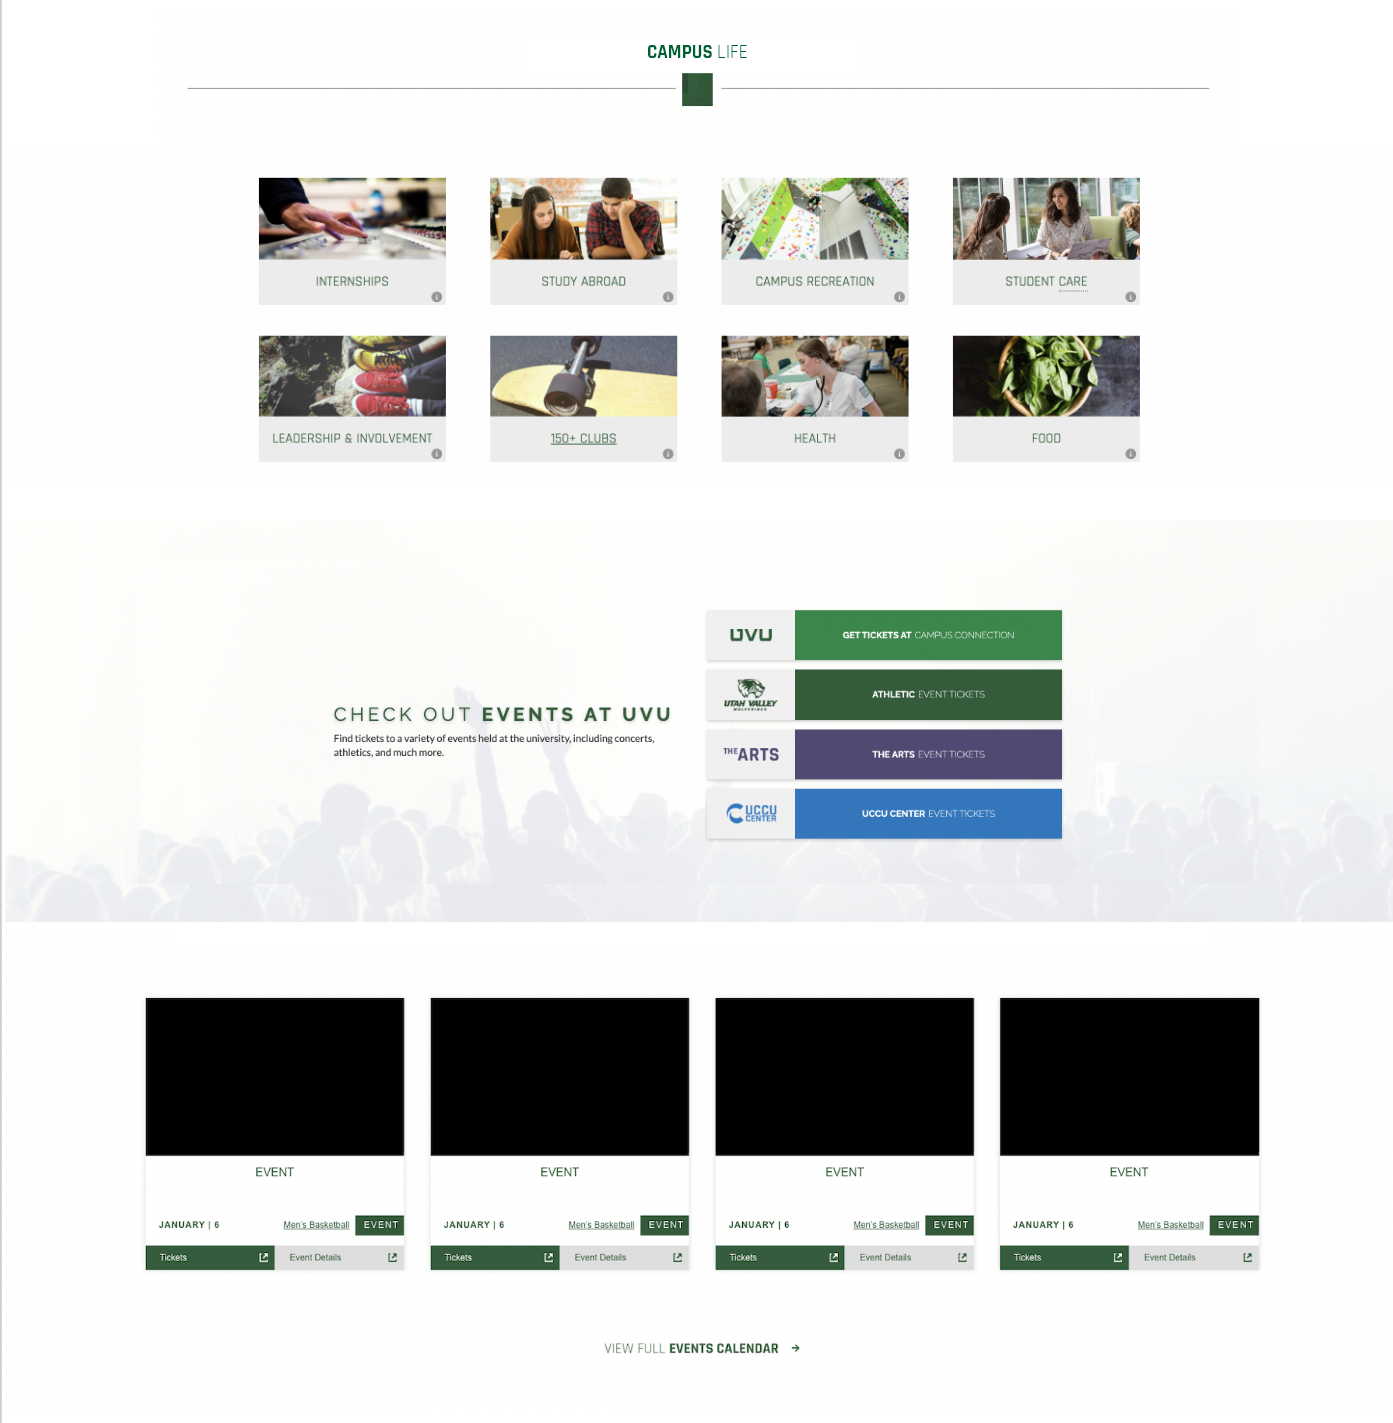 CAMPUS LIFE
INTERNSHIPS
STUDY ABROAD
CAMPUS RECREATION
STUDENT CARE
LEADERSHIP & INVOLVEMENT
150+ CLUBS
HEALTH
FOOD
CHECK OUT EVENTS AT UVU
Find tickets to a variety of events held at the university, including concerts,
athletics, and much more.
UVU
GET TICKETS AT CAMPUS CONNECTION
UTAH VALLEY
WOLVERINES
ATHLETIC EVENT TICKETS
THE ARTS
THE ARTS EVENT TICKETS
UCCU
CENTER
UCCU CENTER EVENT TICKETS
EVENT
JANUARY | 6 Men's Basketball EVENT
Tickets Event Details
EVENT
JANUARY | 6 Men's Basketball EVENT
Tickets Event Details
EVENT
JANUARY | 6 Men's Basketball EVENT
Tickets Event Details
EVENT
JANUARY | 6 Men's Basketball EVENT
Tickets Event Details
VIEW FULL EVENTS CALENDAR